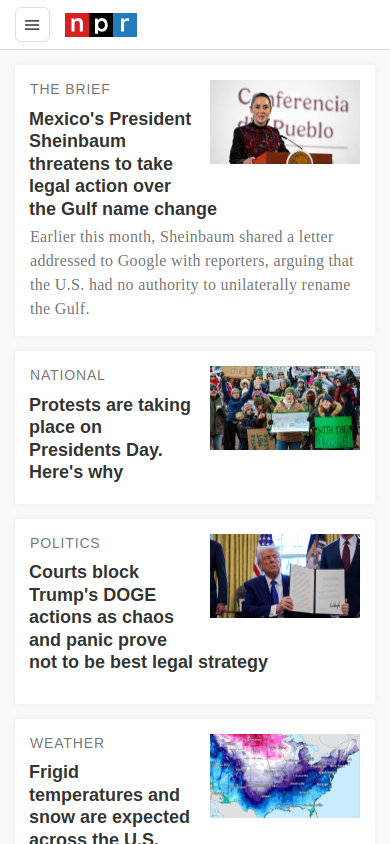 npr
THE BRIEF
Mexico's President
Sheinbaum
threatens to take
legal action over
the Gulf name change
Conferencia
del Pueblo
Earlier this month, Sheinbaum shared a letter
addressed to Google with reporters, arguing that
the U.S. had no authority to unilaterally rename
the Gulf.
NATIONAL
Protests are taking
place on
Presidents Day.
Here's why
POLITICS
Courts block
Trump's DOGE
actions as chaos
and panic prove
not to be best legal strategy
WEATHER
Frigid
temperatures and
snow are expected
across the U.S.